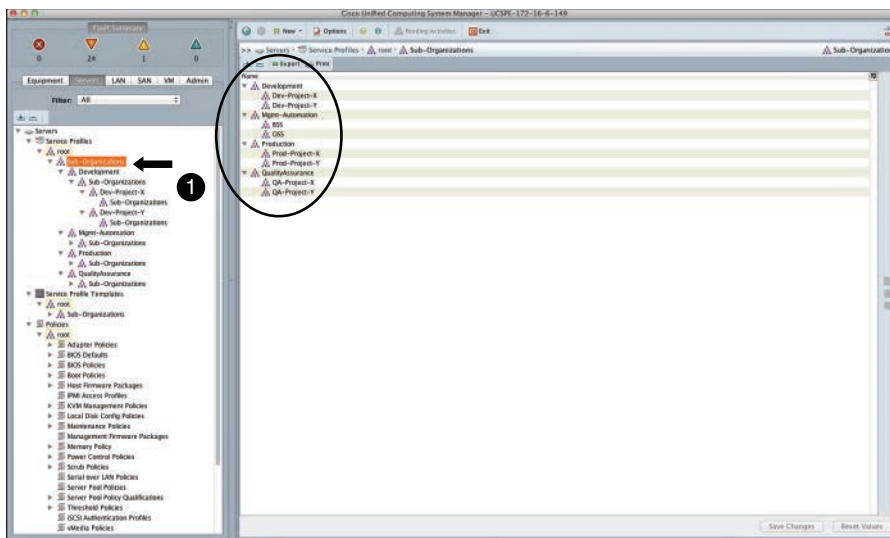 Cisco Unified Computing System Manager - UCSPE-172-16-6-149
Fault Summary
0 24 1 0
Equipment Servers LAN SAN VM Admin
Filter: All
Servers
Service Profiles
root
Sub-Organizations
Development
Sub-Organizations
Dev-Project-X
Sub-Organizations
Dev-Project-Y
Sub-Organizations
Mgmt-Automation
Sub-Organizations
Production
Sub-Organizations
QualityAssurance
Sub-Organizations
Service Profile Templates
root
Sub-Organizations
Policies
root
Adapter Policies
BIOS Defaults
BIOS Policies
Boot Policies
Host Firmware Packages
IPMI Access Profiles
KVM Management Policies
Local Disk Config Policies
Maintenance Policies
Management Firmware Packages
Memory Policy
Power Control Policies
Scrub Policies
Serial over LAN Policies
Server Pool Policies
Server Pool Policy Qualifications
Threshold Policies
iSCSI Authentication Profiles
vMedia Policies
1
New Options Pending Activities Exit
>> Servers Service Profiles root Sub-Organizations
Sub-Organizatio
Export Print
Name
Development
Dev-Project-X
Dev-Project-Y
Mgmt-Automation
BSS
OSS
Production
Prod-Project-X
Prod-Project-Y
QualityAssurance
QA-Project-X
QA-Project-Y
Save Changes Reset Values